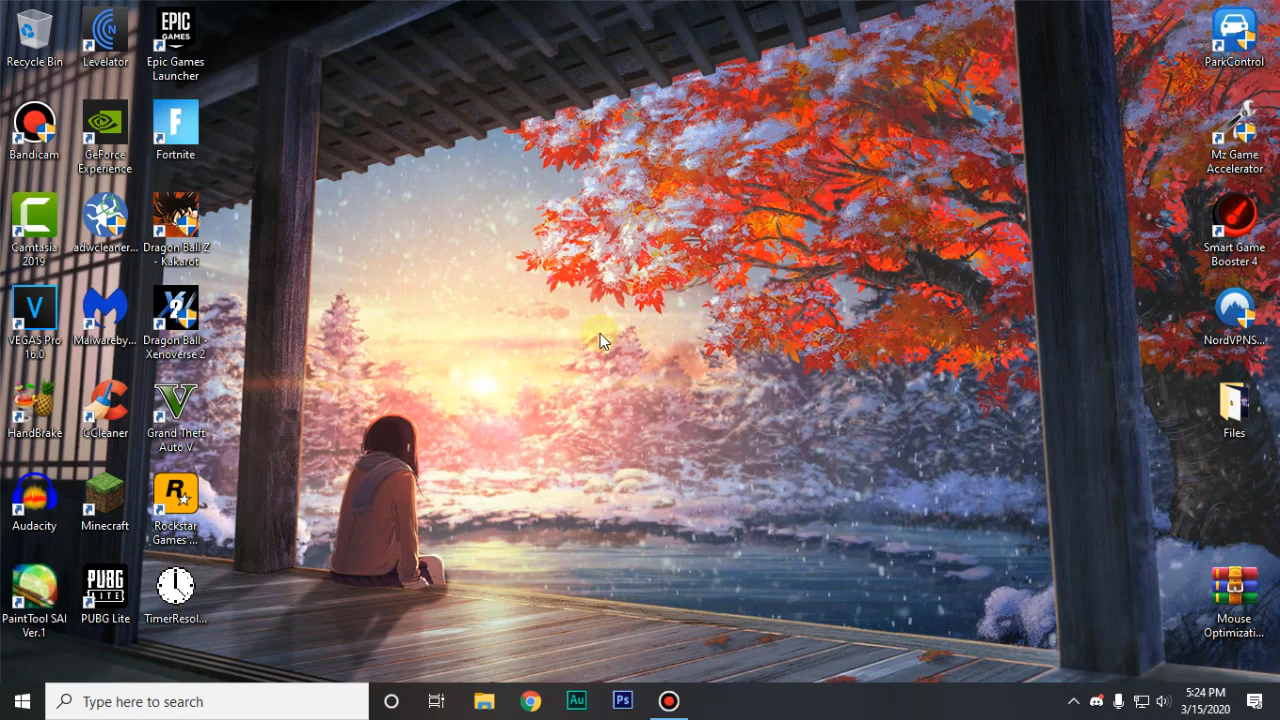 Recycle Bin
Levelator
EPIC
GAMES
Epic Games
Launcher
Bandicam
GeForce
Experience
F
Fortnite
Camtasia
2019
adwcleaner...
Dragon Ball Z
- Kakarot
V
VEGAS Pro
16.0
Malwareby...
X
2
Dragon Ball -
Xenoverse 2
HandBrake
CCleaner
V
Grand Theft
Auto V
Audacity
Minecraft
R
Rockstar
Games ...
PaintTool SAI
Ver.1
PUBG
LITE
PUBG Lite
TimerResol...
ParkControl
Mz Game
Accelerator
Smart Game
Booster 4
NordVPNS...
Files
Mouse
Optimizati...
Type here to search
Au
Ps
5:24 PM
3/15/2020